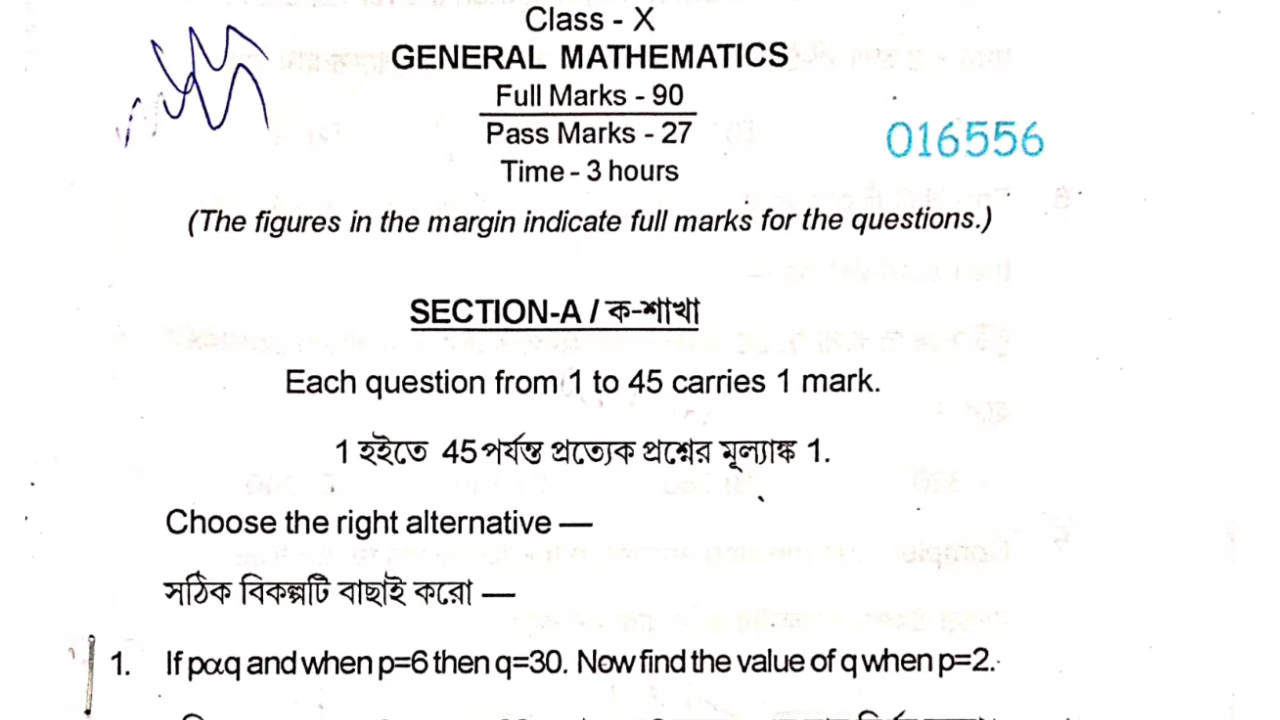 Class - X
GENERAL MATHEMATICS
Full Marks - 90
Pass Marks - 27
016556
Time - 3 hours
(The figures in the margin indicate full marks for the questions.)
SECTION-A / ক-শাখা
Each question from 1 to 45 carries 1 mark.
1 হইতে 45 পর্যন্ত প্রত্যেক প্রশ্নের মূল্যাঙ্ক 1.
Choose the right alternative —
সঠিক বিকল্পটি বাছাই করো —
1. If pαq and when p=6 then q=30. Now find the value of q when p=2.